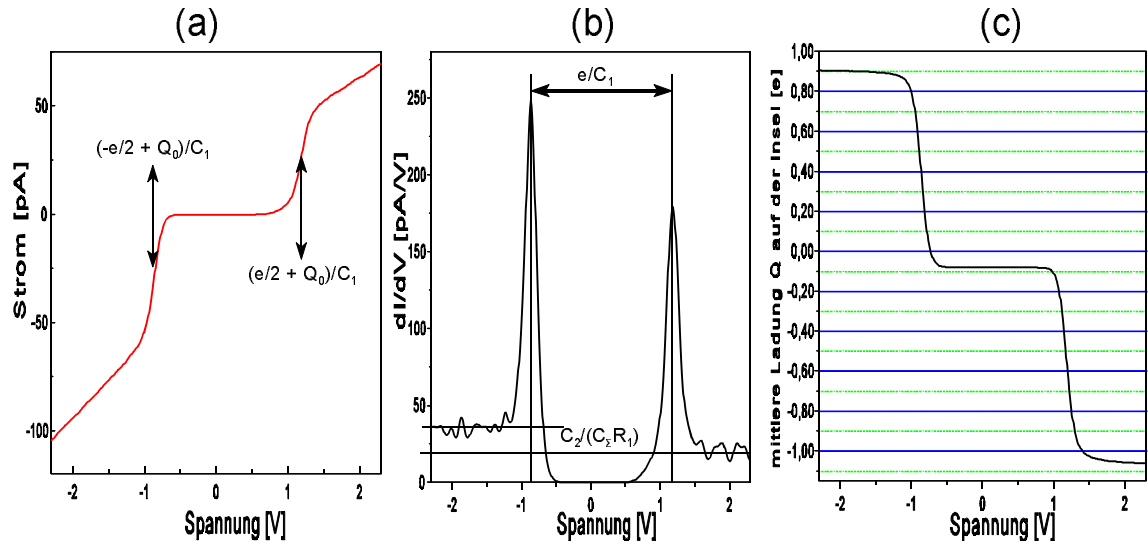 (a)
(b)
(c)
Strom [pA]
50
0
-50
-100
(-e/2 + Q₀)/C₁
(e/2 + Q₀)/C₁
-2
-1
0
1
2
Spannung [V]
dI/dV [pA/V]
250
200
150
100
50
0
e/C₁
C₂/(C_ΣR₁)
-2
-1
0
1
2
Spannung [V]
mittlere Ladung Q auf der Insel [e]
1,00
0,80
0,60
0,40
0,20
0,00
-0,20
-0,40
-0,60
-0,80
-1,00
-2
-1
0
1
2
Spannung [V]